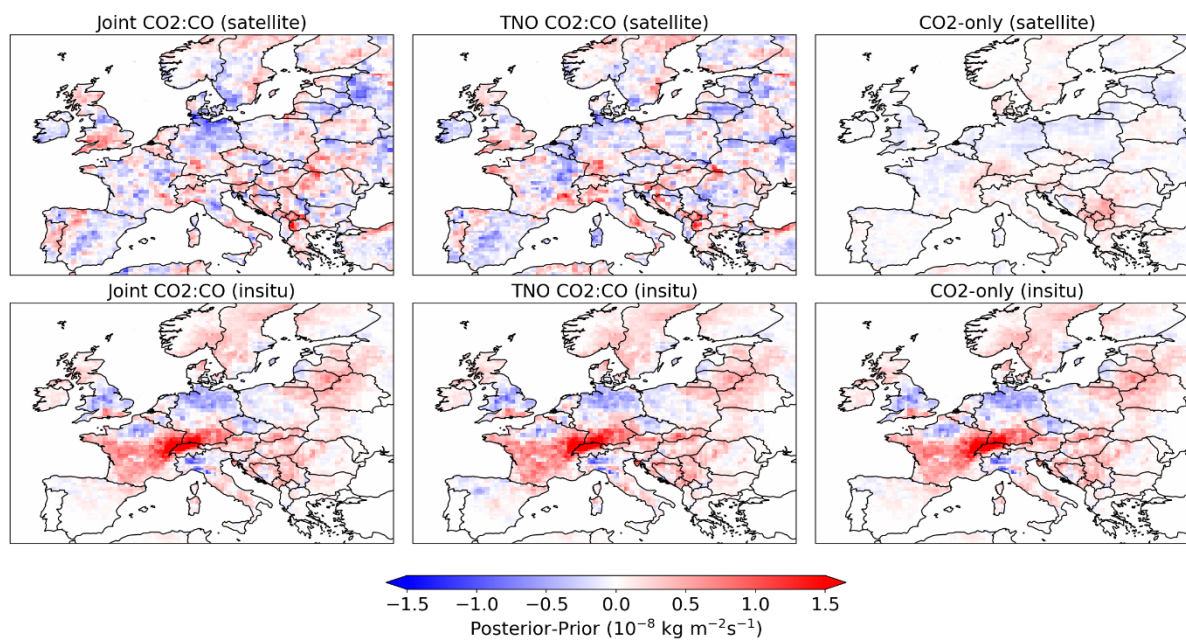 Joint CO2:CO (satellite)
TNO CO2:CO (satellite)
CO2-only (satellite)
Joint CO2:CO (insitu)
TNO CO2:CO (insitu)
CO2-only (insitu)
−1.5 −1.0 −0.5 0.0 0.5 1.0 1.5
Posterior-Prior (10⁻⁸ kg m⁻²s⁻¹)